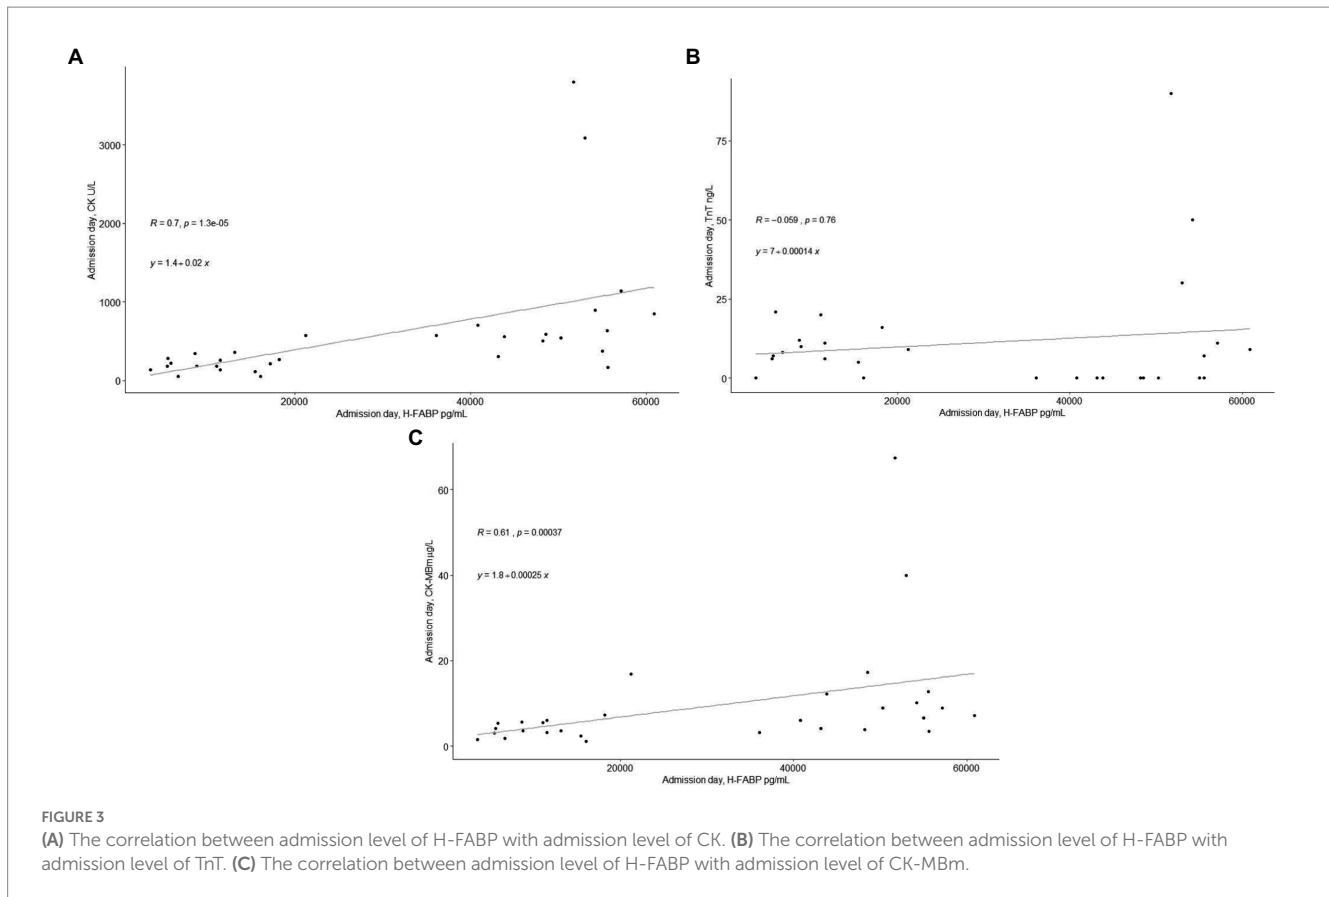 A
Admission day, CK U/L
3000
2000
1000
0
R = 0.7, p = 1.3e-05
y = 1.4+0.02 x
20000 40000 60000
Admission day, H-FABP pg/mL
B
Admission day, TnT ng/L
75
50
25
0
R = −0.059 , p = 0.76
y = 7+0.00014 x
20000 40000 60000
Admission day, H-FABP pg/mL
C
Admission day, CK-MBm µg/L
60
40
20
0
R = 0.61 , p = 0.00037
y = 1.8+0.00025 x
20000 40000 60000
Admission day, H-FABP pg/mL
FIGURE 3
(A) The correlation between admission level of H-FABP with admission level of CK. (B) The correlation between admission level of H-FABP with
admission level of TnT. (C) The correlation between admission level of H-FABP with admission level of CK-MBm.